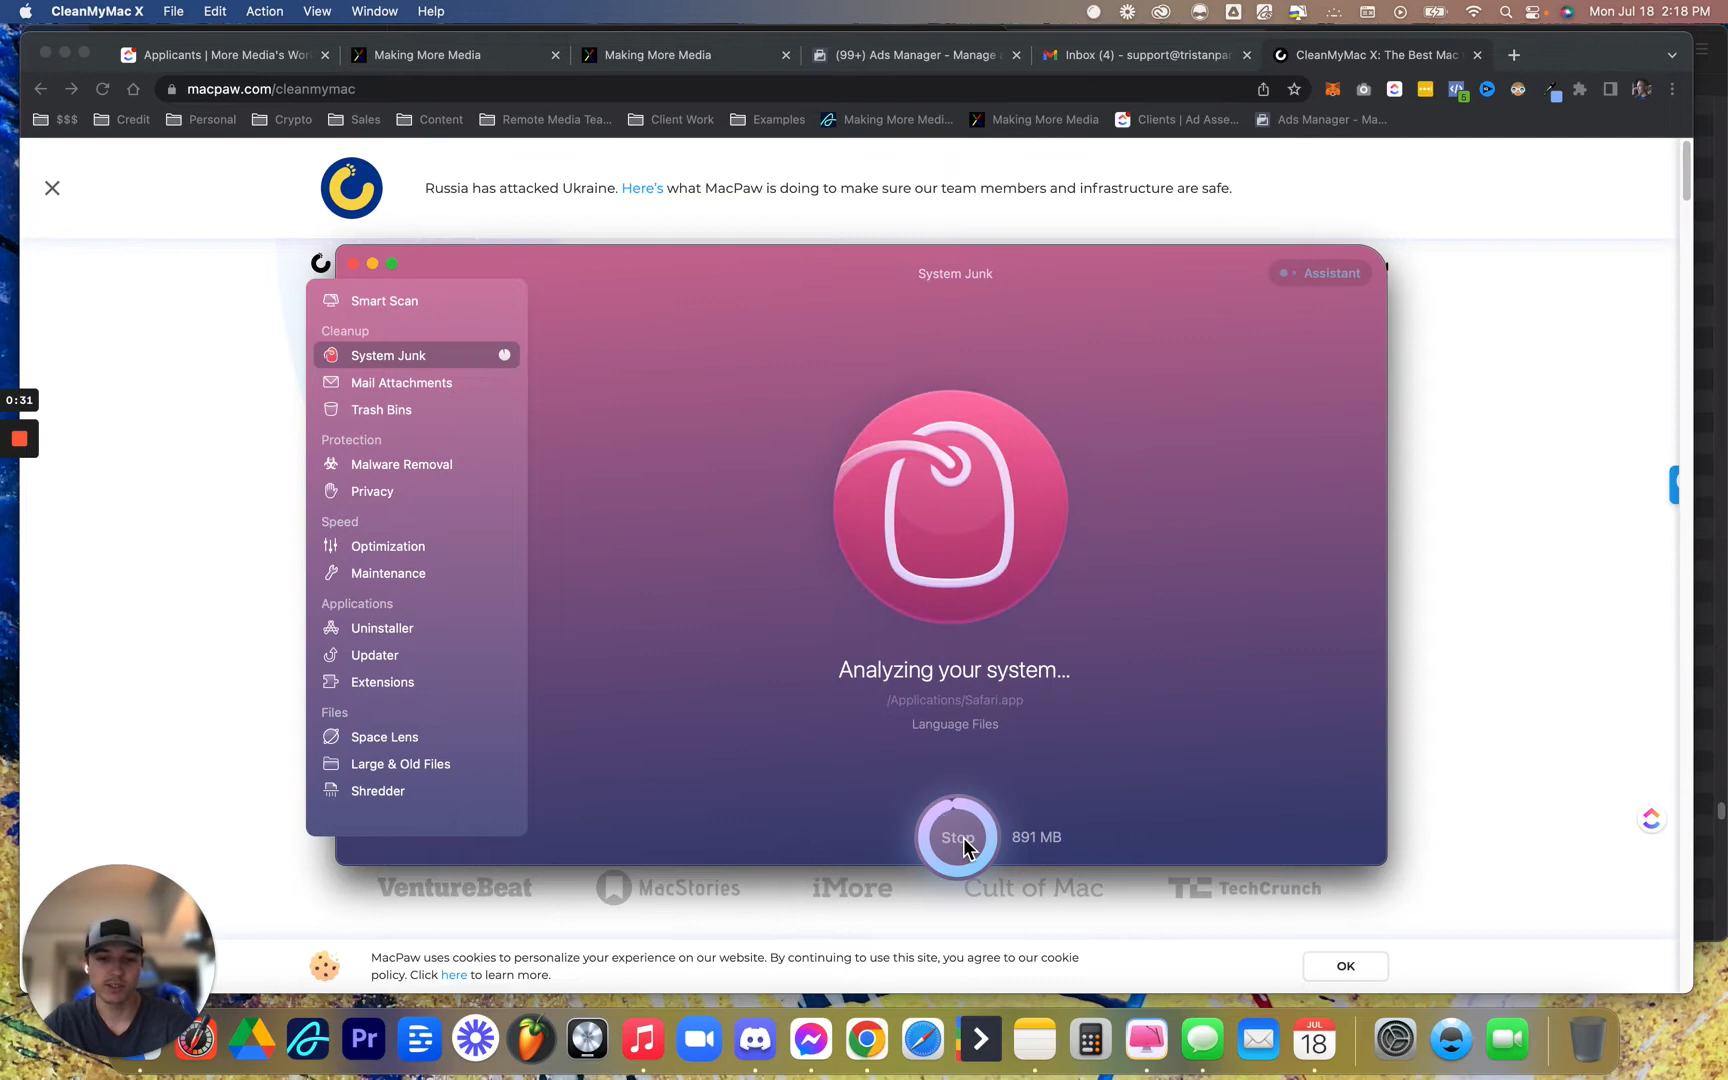 CleanMyMac X File Edit Action View Window Help Mon Jul 18 2:18 PM
Applicants | More Media's Wor Making More Media Making More Media (99+) Ads Manager - Manage a Inbox (4) - support@tristanpar CleanMyMac X: The Best Mac
macpaw.com/cleanmymac
$$$ Credit Personal Crypto Sales Content Remote Media Tea... Client Work Examples Making More Medi... Making More Media Clients | Ad Asse... Ads Manager - Ma...
5
Russia has attacked Ukraine. Here's what MacPaw is doing to make sure our team members and infrastructure are safe.
System Junk
Assistant
Smart Scan
Cleanup
System Junk
Mail Attachments
Trash Bins
Protection
Malware Removal
Privacy
Speed
Optimization
Maintenance
Applications
Uninstaller
Updater
Extensions
Files
Space Lens
Large & Old Files
Shredder
0:31
Analyzing your system...
/Applications/Safari.app
Language Files
Stop 891 MB
VentureBeat MacStories iMore Cult of Mac TechCrunch
MacPaw uses cookies to personalize your experience on our website. By continuing to use this site, you agree to our cookie
policy. Click here to learn more.
OK
Pr
JUL
18